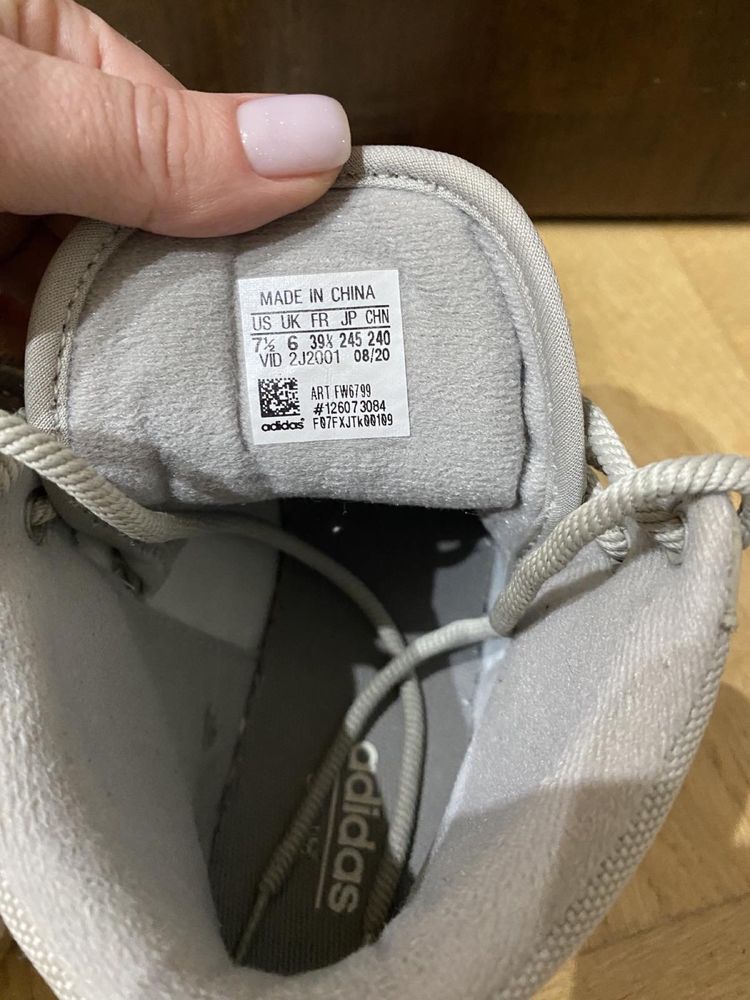 MADE IN CHINA
US UK FR JP CHN
7½ 6 39⅓ 245 240
VID 2J2001 08/20
ART FW6799
#126073084
adidas® F07FXJTk00109
adidas